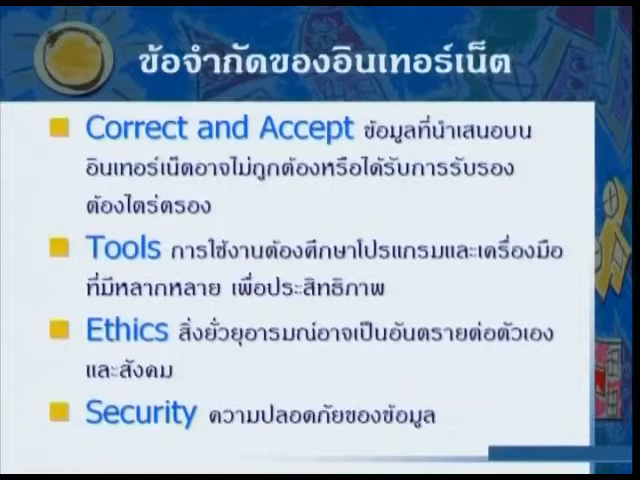 ข้อจำกัดของอินเทอร์เน็ต
Correct and Accept ข้อมูลที่นำเสนอบน
อินเทอร์เน็ตอาจไม่ถูกต้องหรือได้รับการรับรอง
ต้องไตร่ตรอง
Tools การใช้งานต้องศึกษาโปรแกรมและเครื่องมือ
ที่มีหลากหลาย เพื่อประสิทธิภาพ
Ethics สิ่งยั่วยุอารมณ์อาจเป็นอันตรายต่อตัวเอง
และสังคม
Security ความปลอดภัยของข้อมูล